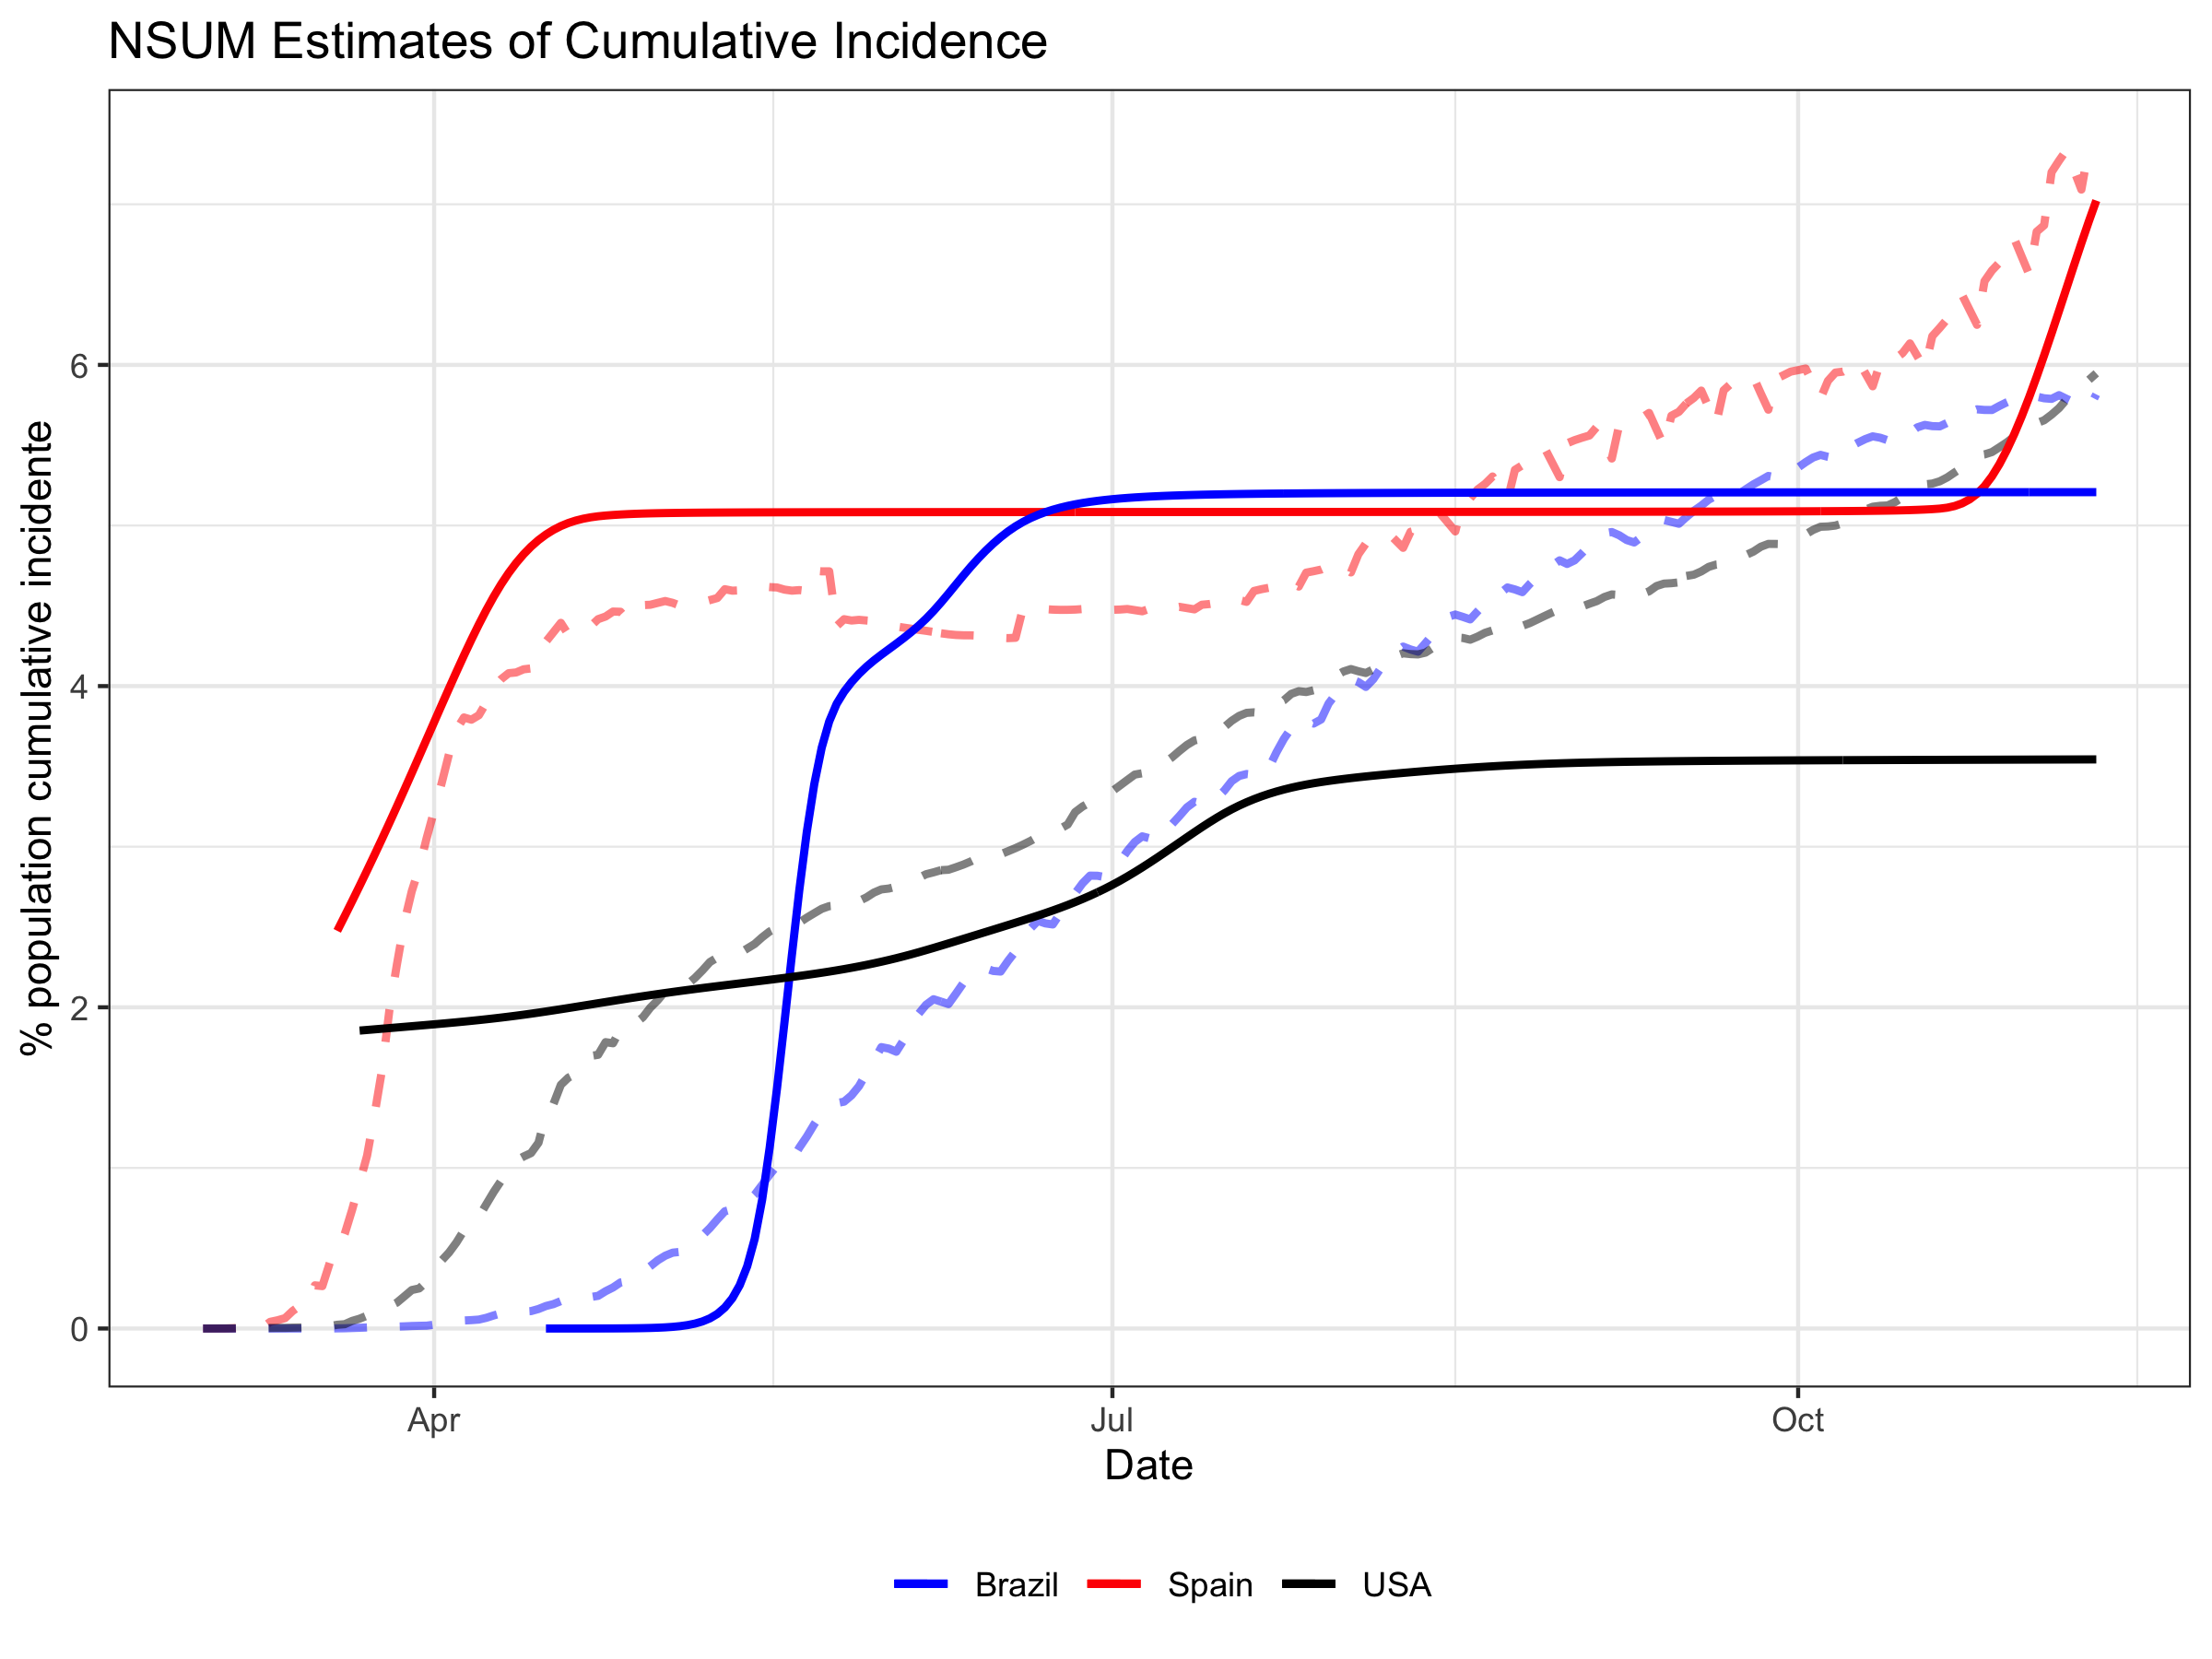 NSUM Estimates of Cumulative Incidence
% population cumulative incidente
6
4
2
0
Apr Jul Oct
Date
Brazil Spain USA